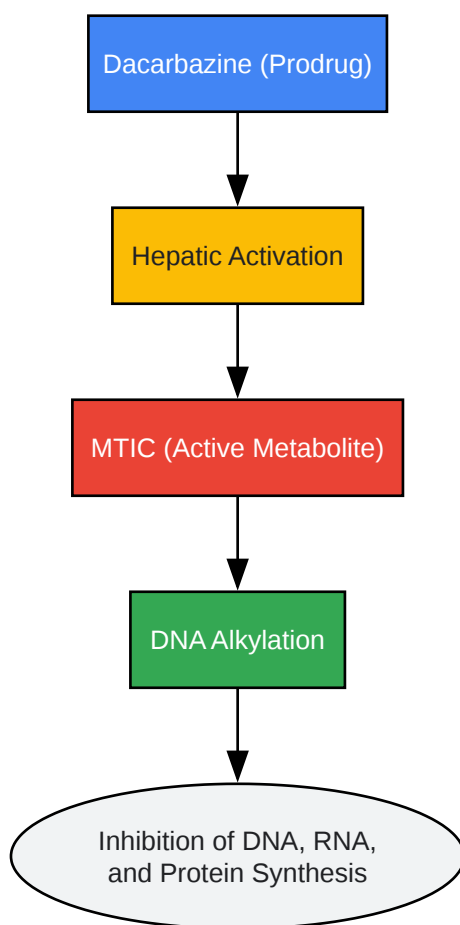 Dacarbazine (Prodrug)
Hepatic Activation
MTIC (Active Metabolite)
DNA Alkylation
Inhibition of DNA, RNA,
and Protein Synthesis